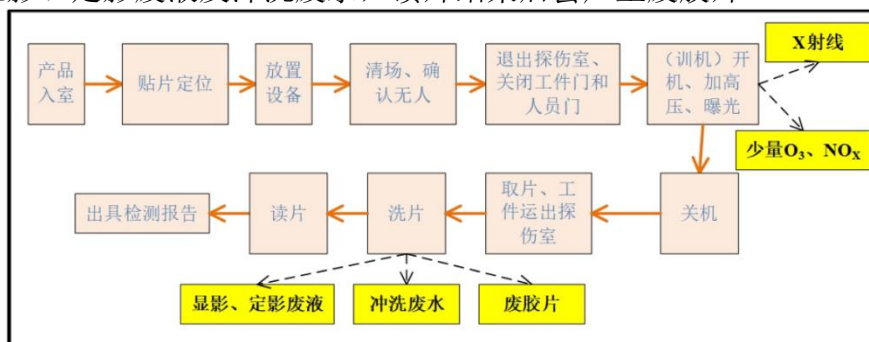 产品
入室
贴片定位
放置
设备
清场、确
认无人
退出探伤室、
关闭工件门和
人员门
（训机）开
机、加高
压、曝光
X射线
少量O₃、NOₓ
出具检测报告
读片
洗片
取片、工
件运出探
伤室
关机
显影、定影废液
冲洗废水
废胶片